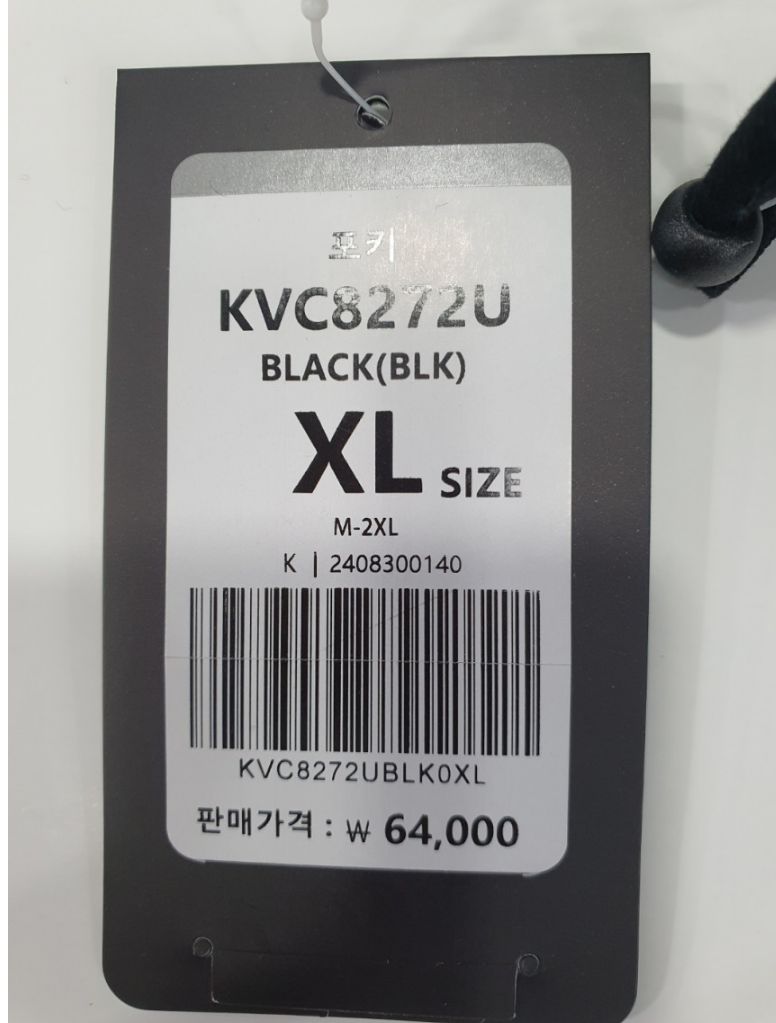 포키
KVC8272U
BLACK(BLK)
XL SIZE
M-2XL
K | 2408300140
KVC8272UBLK0XL
판매가격 : ₩ 64,000